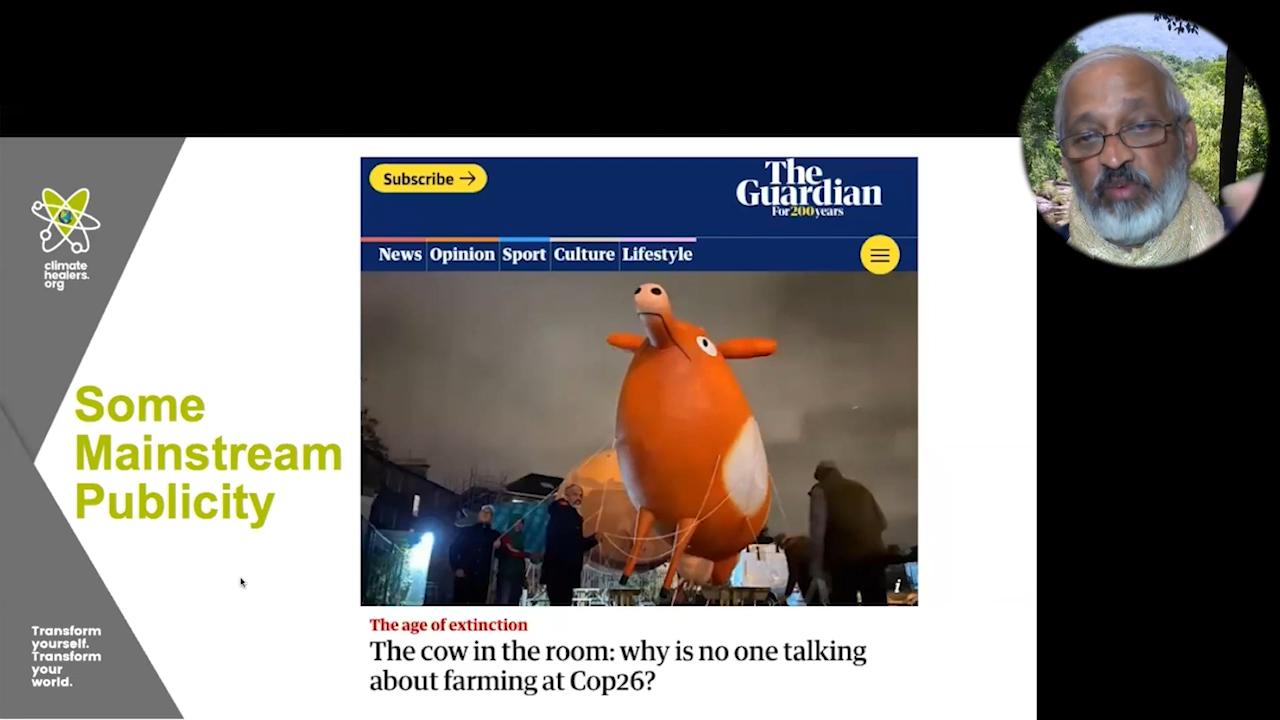 climate
healers.
org
Some
Mainstream
Publicity
Transform
yourself.
Transform
your
world.
Subscribe →
The
Guardian
For 200 years
News Opinion Sport Culture Lifestyle
i
The age of extinction
The cow in the room: why is no one talking
about farming at Cop26?